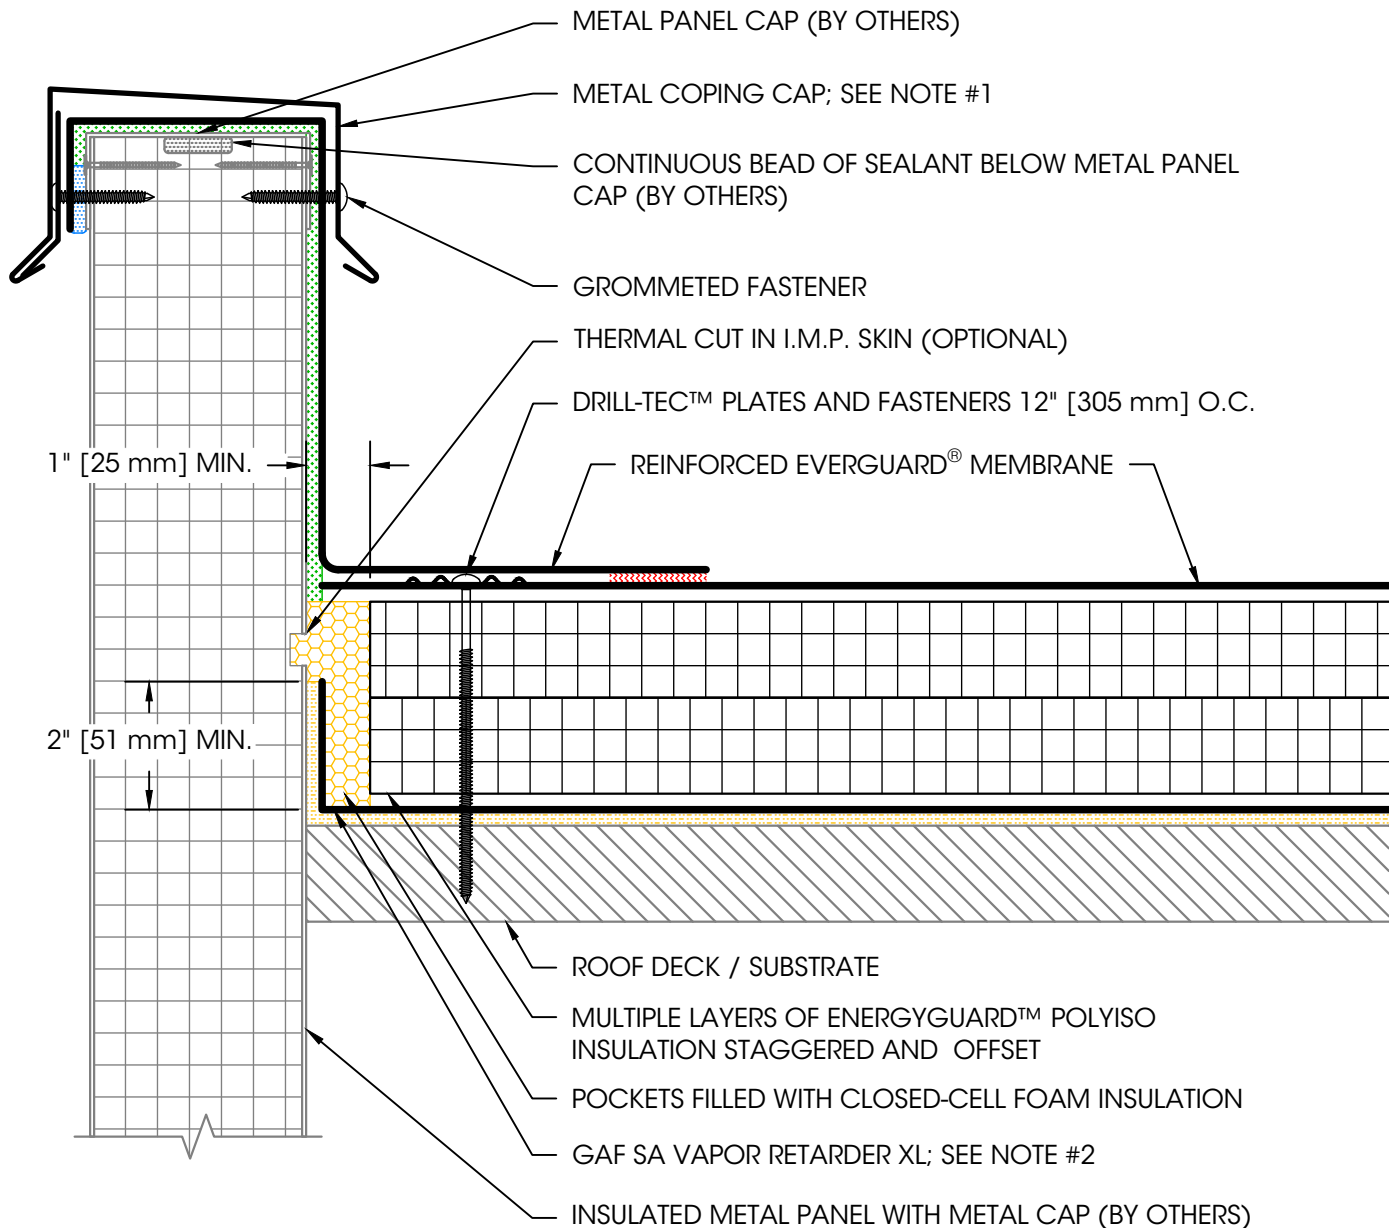 METAL PANEL CAP (BY OTHERS)
METAL COPING CAP; SEE NOTE #1
CONTINUOUS BEAD OF SEALANT BELOW METAL PANEL
CAP (BY OTHERS)
GROMMETED FASTENER
THERMAL CUT IN I.M.P. SKIN (OPTIONAL)
DRILL-TEC™ PLATES AND FASTENERS 12" [305 mm] O.C.
1" [25 mm] MIN.
REINFORCED EVERGUARD® MEMBRANE
2" [51 mm] MIN.
ROOF DECK / SUBSTRATE
MULTIPLE LAYERS OF ENERGYGUARD™ POLYISO
INSULATION STAGGERED AND OFFSET
POCKETS FILLED WITH CLOSED-CELL FOAM INSULATION
GAF SA VAPOR RETARDER XL; SEE NOTE #2
INSULATED METAL PANEL WITH METAL CAP (BY OTHERS)